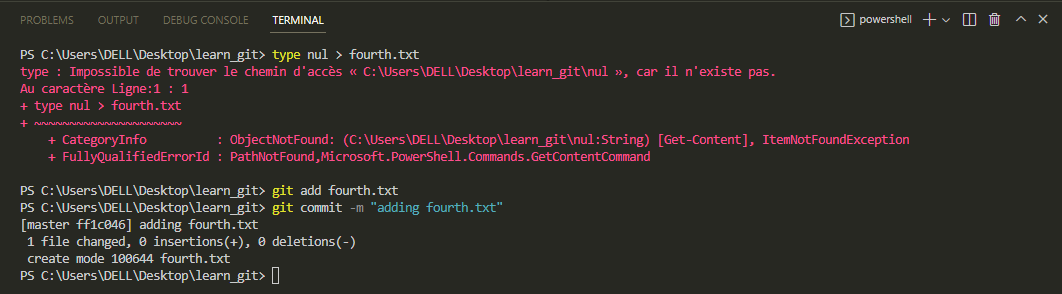 PROBLEMS OUTPUT DEBUG CONSOLE TERMINAL powershell
PS C:\Users\DELL\Desktop\learn_git> type nul > fourth.txt
type : Impossible de trouver le chemin d'accès « C:\Users\DELL\Desktop\learn_git\nul », car il n'existe pas.
Au caractère Ligne:1 : 1
+ type nul > fourth.txt
+ ~~~~~~~~~~~~~~~~~~~~~
    + CategoryInfo          : ObjectNotFound: (C:\Users\DELL\Desktop\learn_git\nul:String) [Get-Content], ItemNotFoundException
    + FullyQualifiedErrorId : PathNotFound,Microsoft.PowerShell.Commands.GetContentCommand
PS C:\Users\DELL\Desktop\learn_git> git add fourth.txt
PS C:\Users\DELL\Desktop\learn_git> git commit -m "adding fourth.txt"
[master ff1c046] adding fourth.txt
 1 file changed, 0 insertions(+), 0 deletions(-)
 create mode 100644 fourth.txt
PS C:\Users\DELL\Desktop\learn_git>